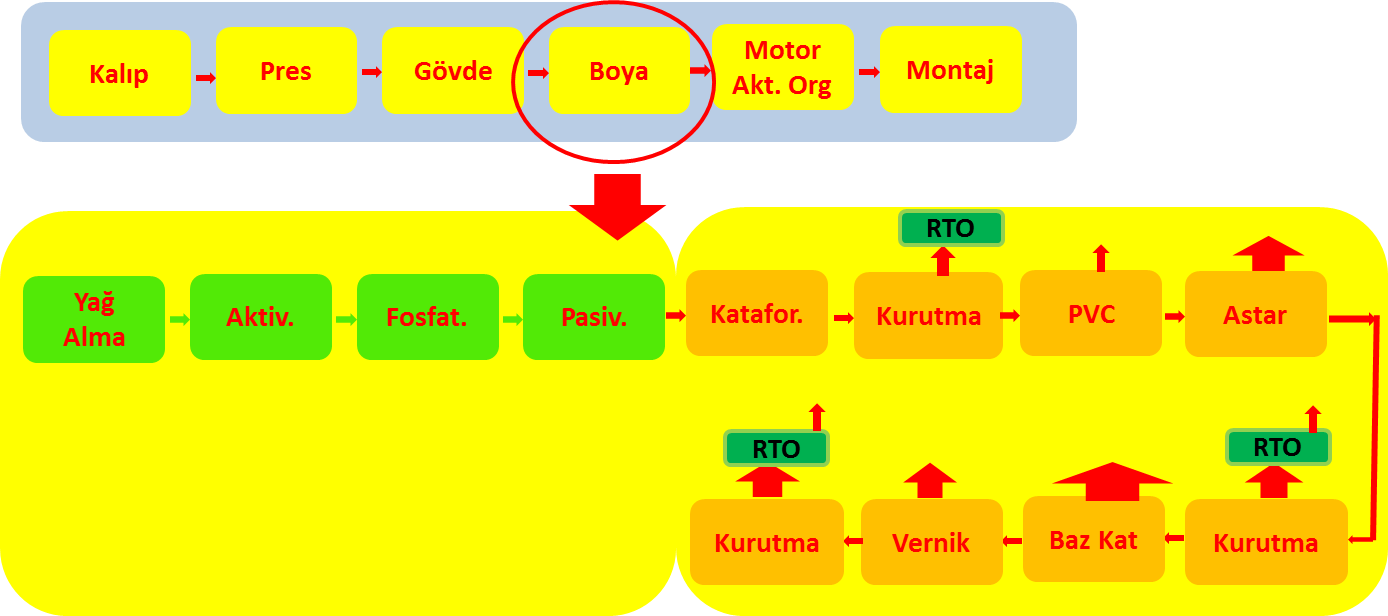 Kalıp
Pres
Gövde
Boya
Motor
Akt. Org
Montaj
RTO
Yağ
Alma
Aktiv.
Fosfat.
Pasiv.
Katafor.
Kurutma
PVC
Astar
RTO
RTO
Kurutma
Vernik
Baz Kat
Kurutma